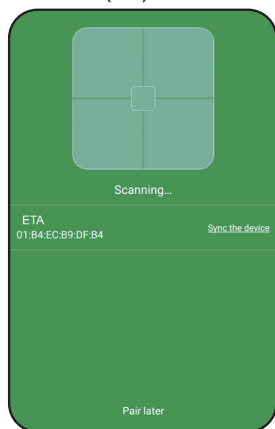 Scanning...
ETA
01:B4:EC:B9:DF:B4
Sync the device
Pair later